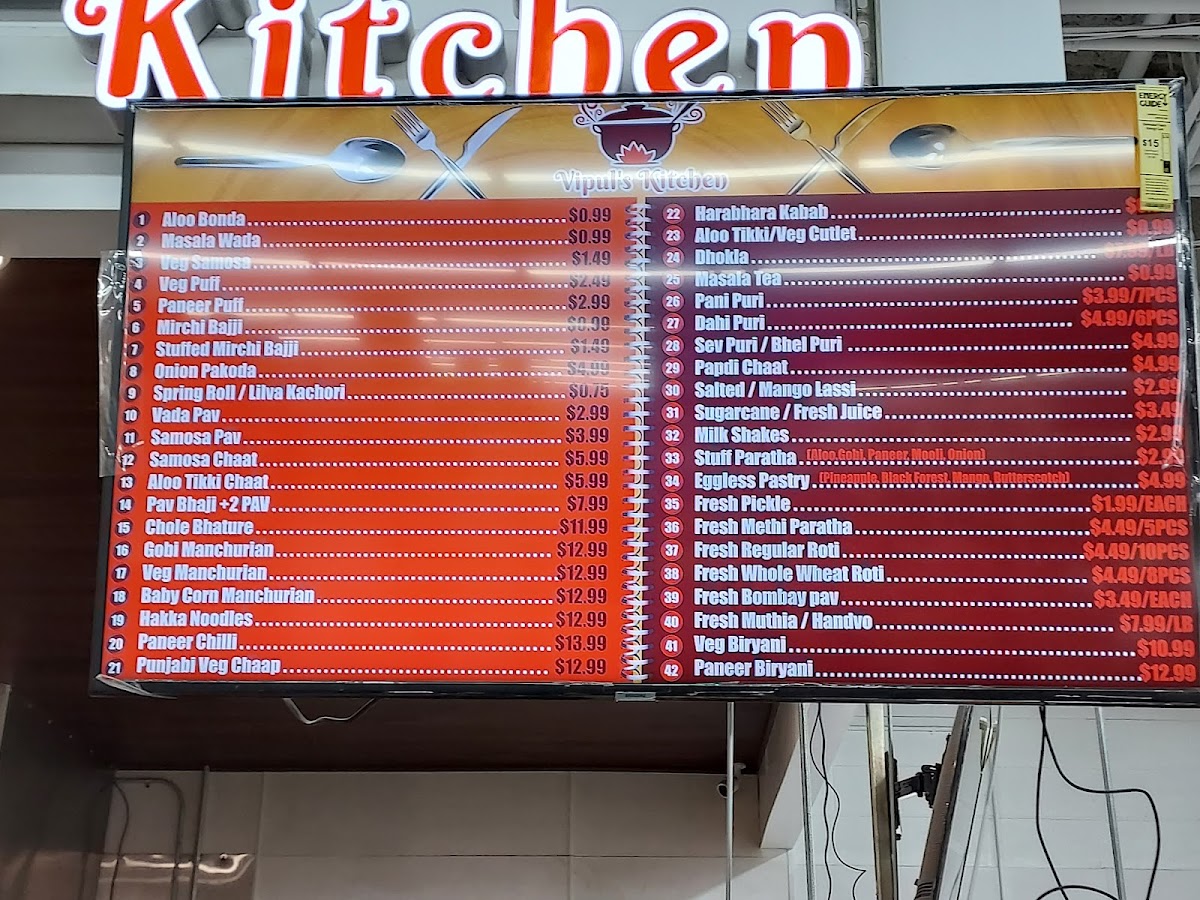 Kitchen
ENERGY GUIDE
$15
Vipul's Kitchen
1 Aloo Bonda $0.99
2 Masala Wada $0.99
3 Veg Samosa $1.49
4 Veg Puff $2.49
5 Paneer Puff $2.99
6 Mirchi Bajji $0.99
7 Stuffed Mirchi Bajji $1.49
8 Onion Pakoda $4.99
9 Spring Roll / Lilva Kachori $0.75
10 Vada Pav $2.99
11 Samosa Pav $3.99
12 Samosa Chaat $5.99
13 Aloo Tikki Chaat $5.99
14 Pav Bhaji +2 PAV $7.99
15 Chole Bhature $11.99
16 Gobi Manchurian $12.99
17 Veg Manchurian $12.99
18 Baby Corn Manchurian $12.99
19 Hakka Noodles $12.99
20 Paneer Chilli $13.99
21 Punjabi Veg Chaap $12.99
22 Harabhara Kabab
23 Aloo Tikki/Veg Cutlet $0.99
24 Dhokla
25 Masala Tea $0.99
26 Pani Puri $3.99/7PCS
27 Dahi Puri $4.99/6PCS
28 Sev Puri / Bhel Puri $4.99
29 Papdi Chaat $4.99
30 Salted / Mango Lassi $2.99
31 Sugarcane / Fresh Juice $3.49
32 Milk Shakes $2.99
33 Stuff Paratha (Aloo,Gobi, Paneer, Mooli, Onion) $2.99
34 Eggless Pastry (Pineapple, Black Forest, Mango, Butterscotch) $4.99
35 Fresh Pickle $1.99/EACH
36 Fresh Methi Paratha $4.49/5PCS
37 Fresh Regular Roti $4.49/10PCS
38 Fresh Whole Wheat Roti $4.49/8PCS
39 Fresh Bombay pav $3.49/EACH
40 Fresh Muthia / Handvo $7.99/LB
41 Veg Biryani $10.99
42 Paneer Biryani $12.99